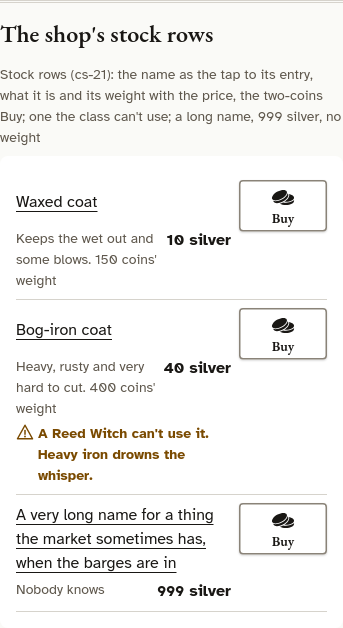 The shop's stock rows
Stock rows (cs-21): the name as the tap to its entry,
what it is and its weight with the price, the two-coins
Buy; one the class can't use; a long name, 999 silver, no
weight
Waxed coat
Buy
Keeps the wet out and
some blows. 150 coins'
weight
10 silver
Bog-iron coat
Buy
Heavy, rusty and very
hard to cut. 400 coins'
weight
40 silver
A Reed Witch can't use it.
Heavy iron drowns the
whisper.
A very long name for a thing
the market sometimes has,
when the barges are in
Buy
Nobody knows
999 silver